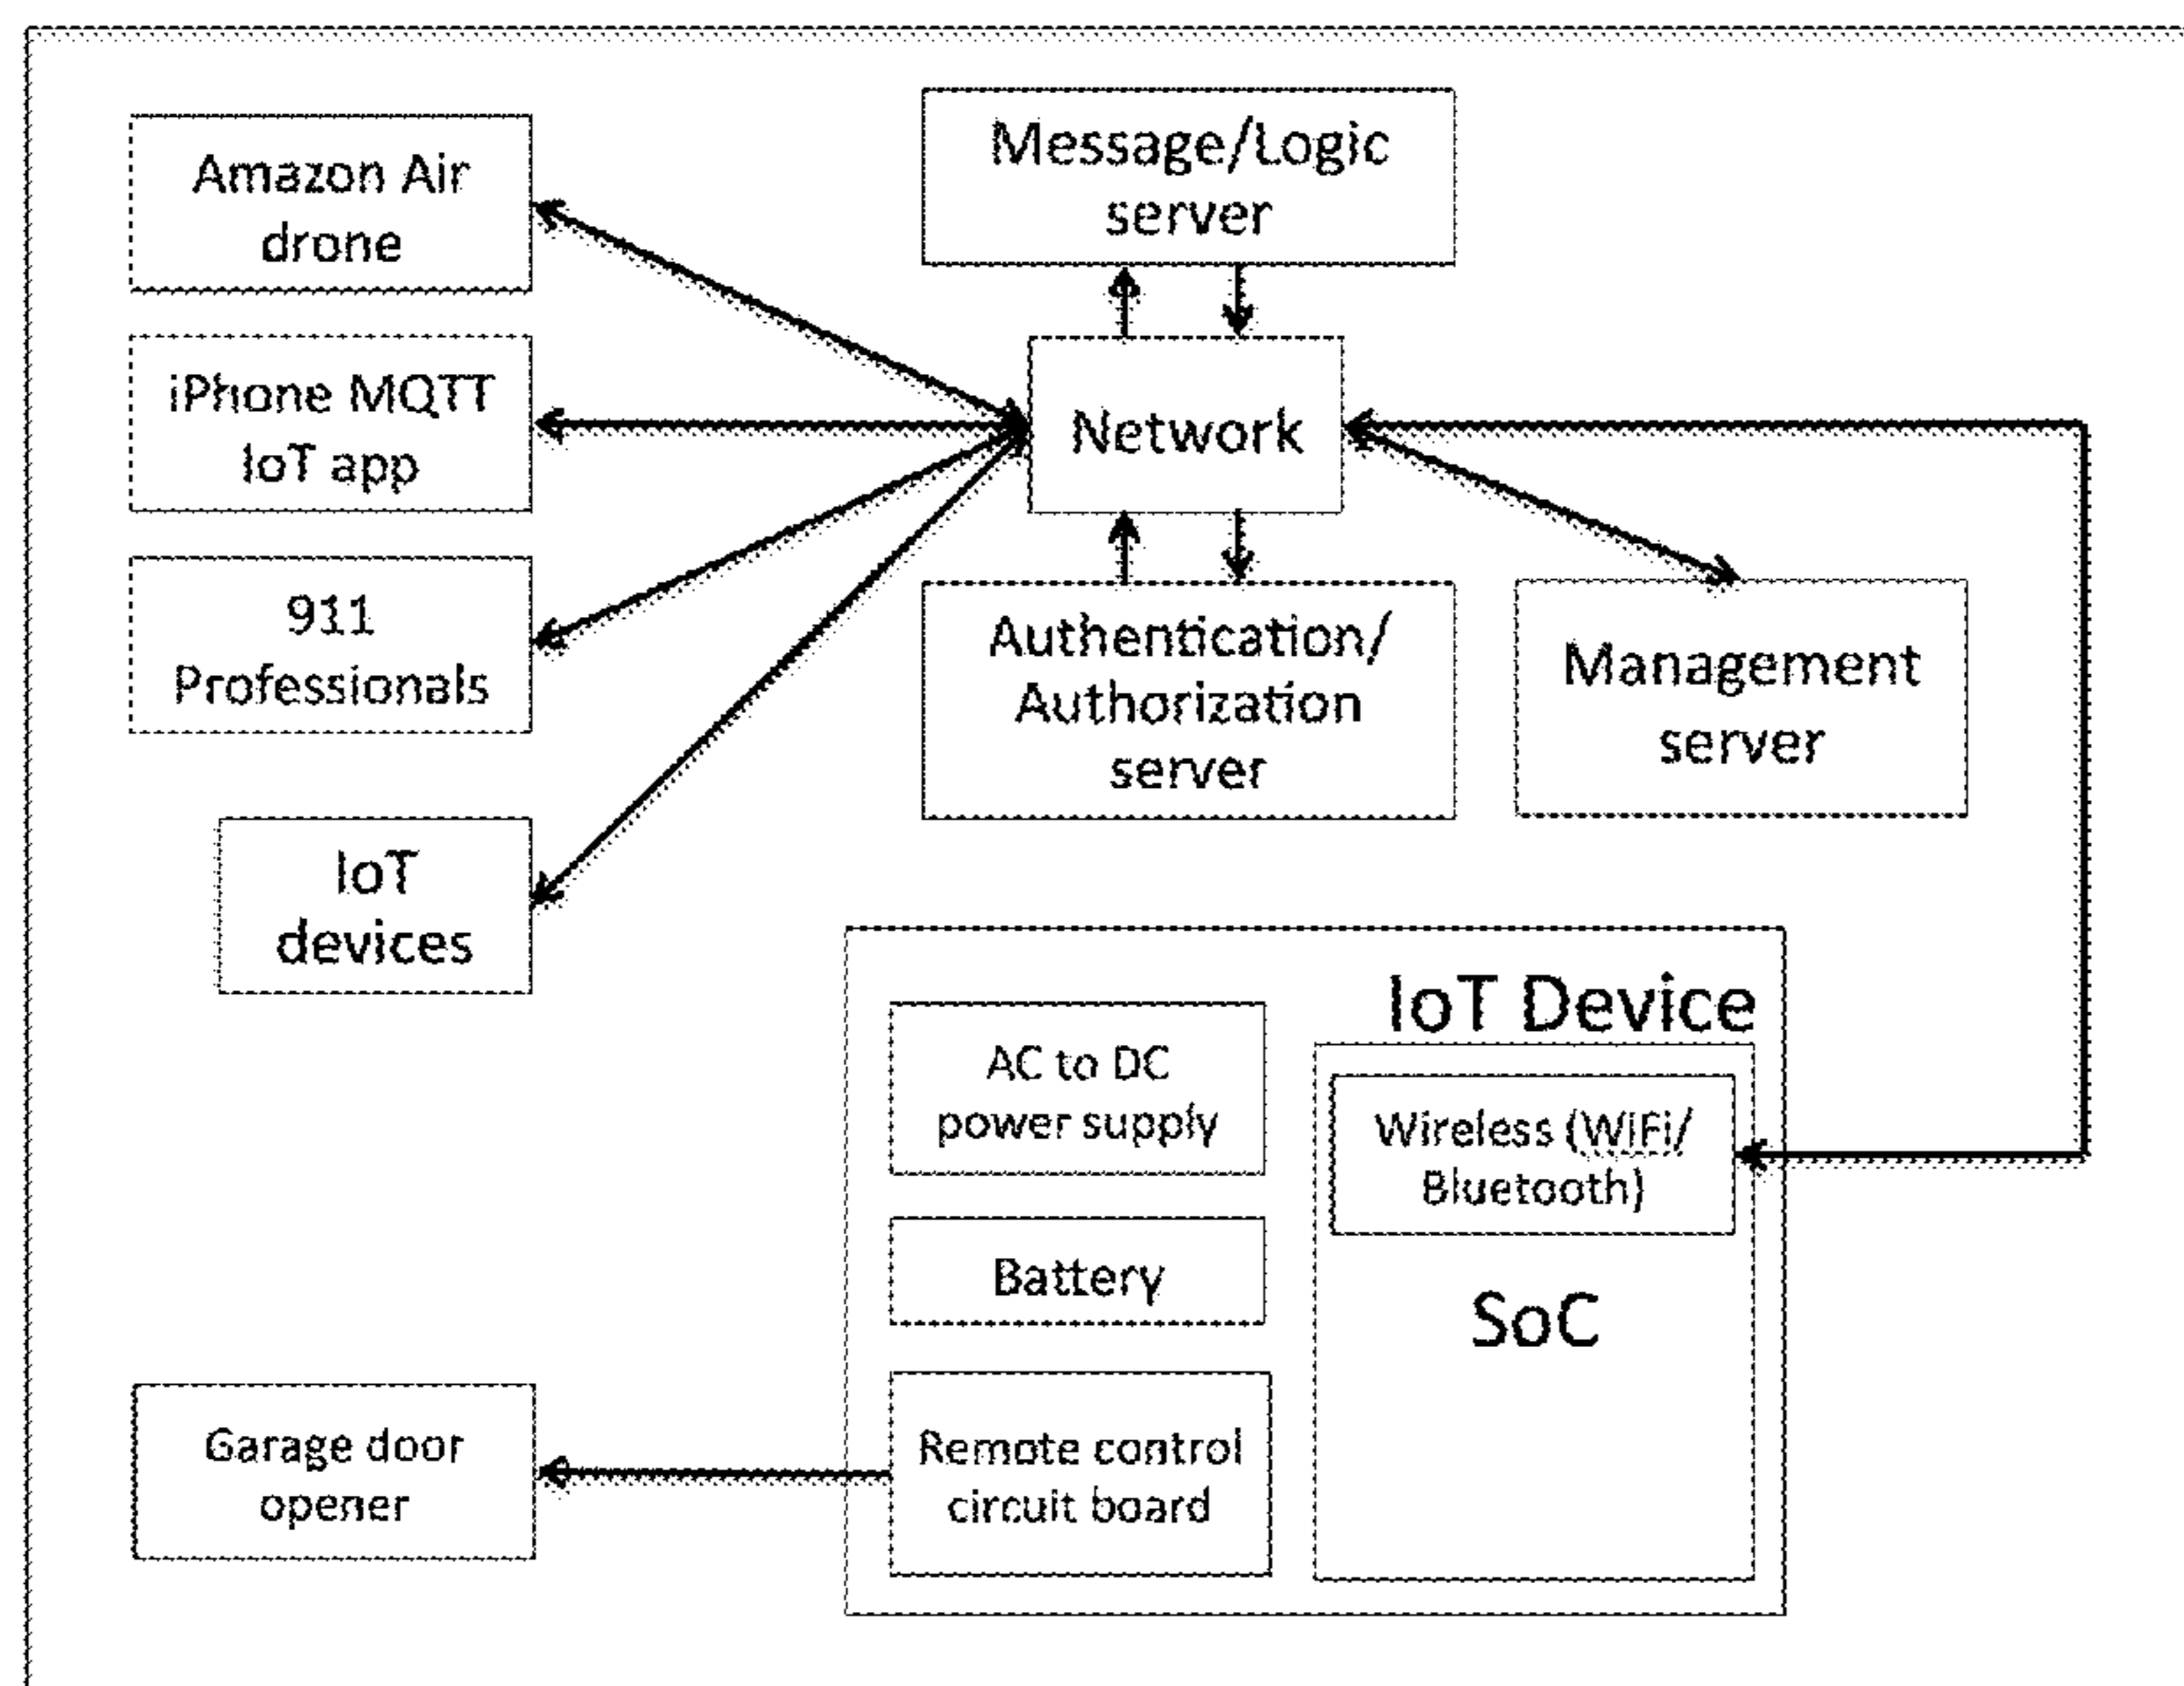 Amazon Air
drone
Message/Logic
server
iPhone MQTT
IoT app
Network
911
Professionals
Authentication/
Authorization
server
Management
server
IoT
devices
IoT Device
AC to DC
power supply
Wireless (WiFi/
Bluetooth)
Battery
SoC
Garage door
opener
Remote control
circuit board